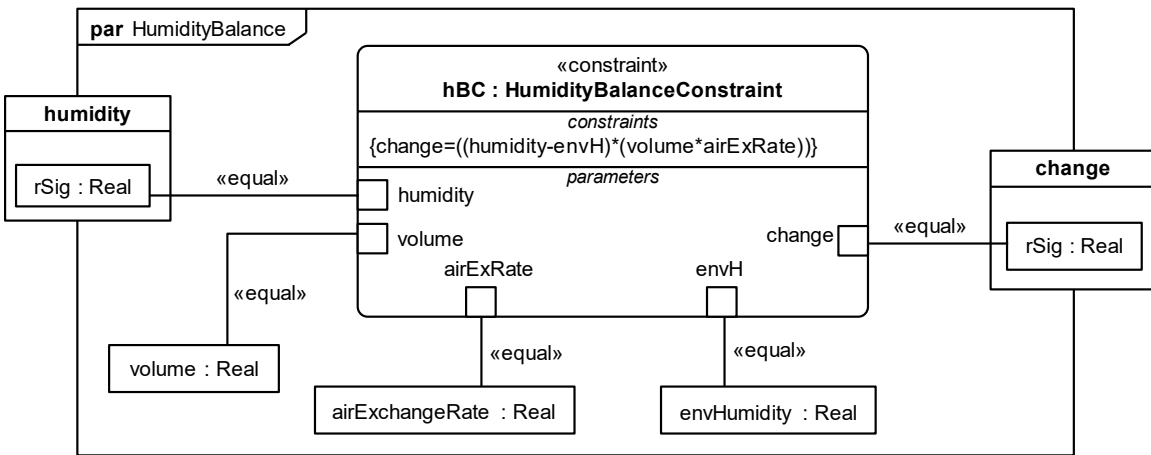 par HumidityBalance
«constraint»
hBC : HumidityBalanceConstraint
constraints
{change=((humidity-envH)*(volume*airExRate))}
parameters
humidity
rSig : Real
«equal»
humidity
volume
«equal»
volume : Real
airExRate
«equal»
airExchangeRate : Real
envH
«equal»
envHumidity : Real
change
«equal»
change
rSig : Real